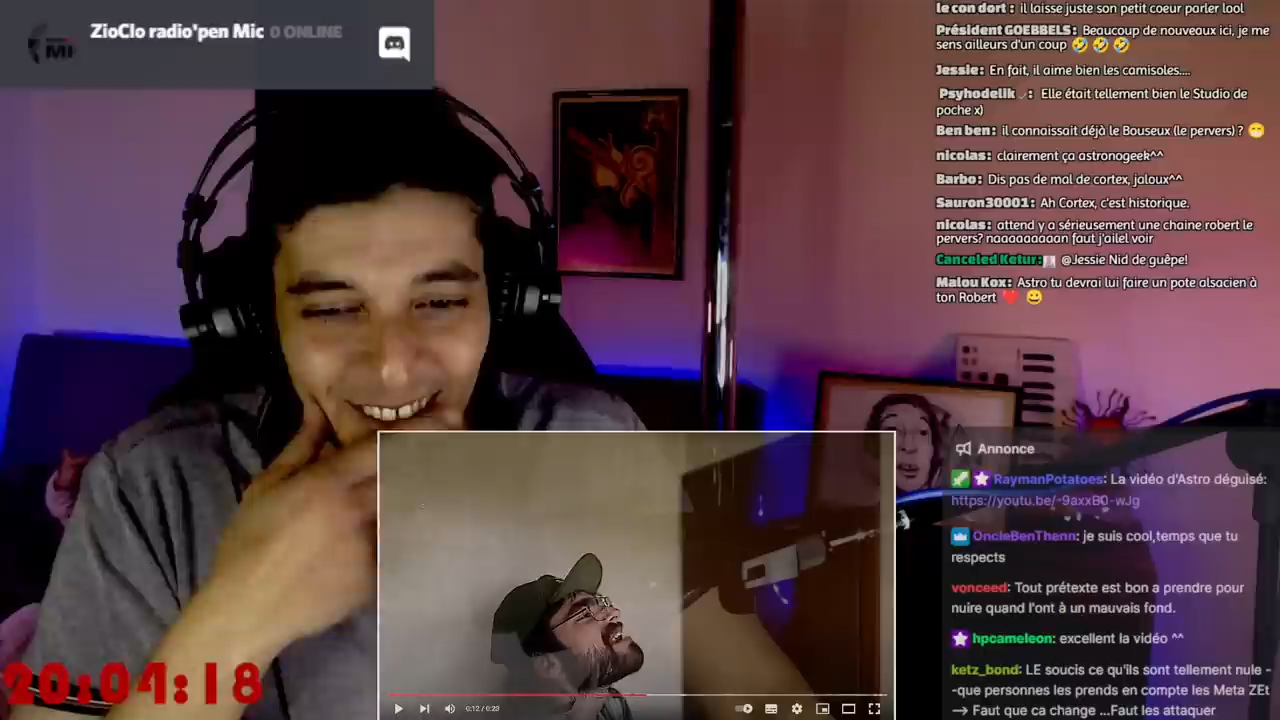 ZioClo radio'pen Mic 0 ONLINE
MI
le con dort : il laisse juste son petit coeur parler lool
Président GOEBBELS : Beaucoup de nouveaux ici, je me
sens ailleurs d'un coup 🤣 🤣 🤣
Jessie : En fait, il aime bien les camisoles....
Psyhodelik : Elle était tellement bien le Studio de
poche x)
Ben ben : il connaissait déjà le Bouseux (le pervers) ? 😁
nicolas : clairement ça astronogeek^^
Barbo : Dis pas de mal de cortex, jaloux^^
Sauron30001 : Ah Cortex, c'est historique.
nicolas : attend y a sérieusement une chaine robert le
pervers? naaaaaaaaan faut j'ailel voir
Canceled Ketur: @Jessie Nid de guêpe!
Malou Kox : Astro tu devrai lui faire un pote alsacien à
ton Robert ❤️ 😀
Annonce
RaymanPotatoes: La vidéo d'Astro déguisé:
https://youtu.be/-9axxB0-wJg
OncleBenThenn: je suis cool,temps que tu
respects
vonceed: Tout prétexte est bon a prendre pour
nuire quand l'ont à un mauvais fond.
hpcameleon: excellent la vidéo ^^
ketz_bond: LE soucis ce qu'ils sont tellement nule -
-que personnes les prends en compte les Meta ZEt
--> Faut que ca change ...Faut les attaquer
20:04:18
0:12 / 0:23